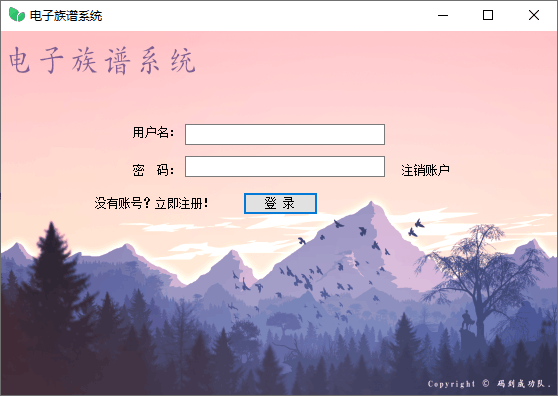 电子族谱系统
电子族谱系统
用户名：
密 码：
注销账户
没有账号？立即注册！
登 录
Copyright © 码到成功队.